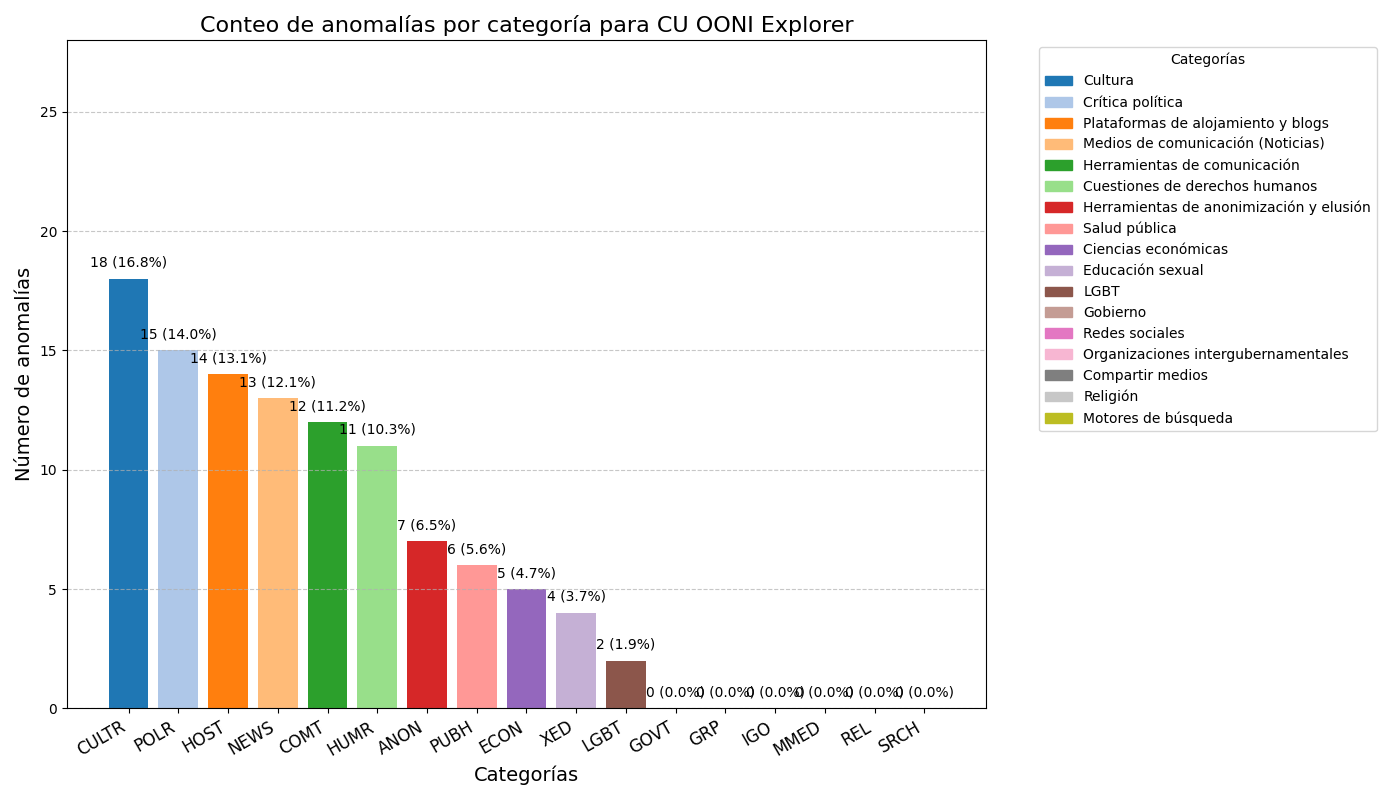 Conteo de anomalías por categoría para CU OONI Explorer
Número de anomalías
25
20
15
10
5
0
18 (16.8%)
15 (14.0%)
14 (13.1%)
13 (12.1%)
12 (11.2%)
11 (10.3%)
7 (6.5%)
6 (5.6%)
5 (4.7%)
4 (3.7%)
2 (1.9%)
0 (0.0%)
0 (0.0%)
0 (0.0%)
0 (0.0%)
0 (0.0%)
0 (0.0%)
CULTR
POLR
HOST
NEWS
COMT
HUMR
ANON
PUBH
ECON
XED
LGBT
GOVT
GRP
IGO
MMED
REL
SRCH
Categorías
Categorías
Cultura
Crítica política
Plataformas de alojamiento y blogs
Medios de comunicación (Noticias)
Herramientas de comunicación
Cuestiones de derechos humanos
Herramientas de anonimización y elusión
Salud pública
Ciencias económicas
Educación sexual
LGBT
Gobierno
Redes sociales
Organizaciones intergubernamentales
Compartir medios
Religión
Motores de búsqueda